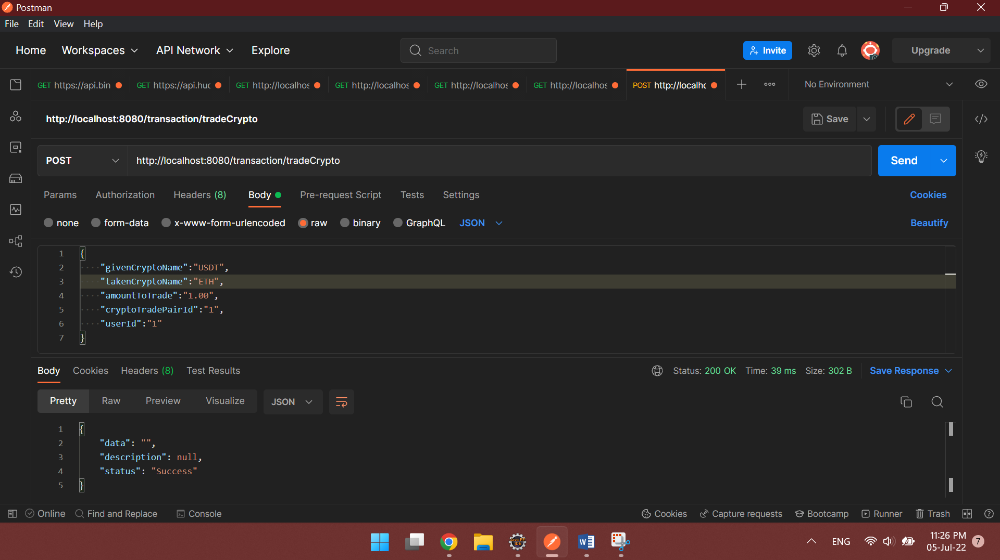 Postman
File Edit View Help
Home Workspaces API Network Explore Search Invite Upgrade
GET https://api.bin GET https://api.huc GET http://localhos GET http://localhos GET http://localhos GET http://localhos POST http://localhc No Environment
http://localhost:8080/transaction/tradeCrypto Save
POST http://localhost:8080/transaction/tradeCrypto Send
Params Authorization Headers (8) Body Pre-request Script Tests Settings Cookies
none form-data x-www-form-urlencoded raw binary GraphQL JSON Beautify
1 {
2 "givenCryptoName":"USDT",
3 "takenCryptoName":"ETH",
4 "amountToTrade":"1.00",
5 "cryptoTradePairId":"1",
6 "userId":"1"
7 }
Body Cookies Headers (8) Test Results Status: 200 OK Time: 39 ms Size: 302 B Save Response
Pretty Raw Preview Visualize JSON
1 {
2 "data": "",
3 "description": null,
4 "status": "Success"
5 }
Online Find and Replace Console Cookies Capture requests Bootcamp Runner Trash
ENG 11:26 PM
05-Jul-22 7